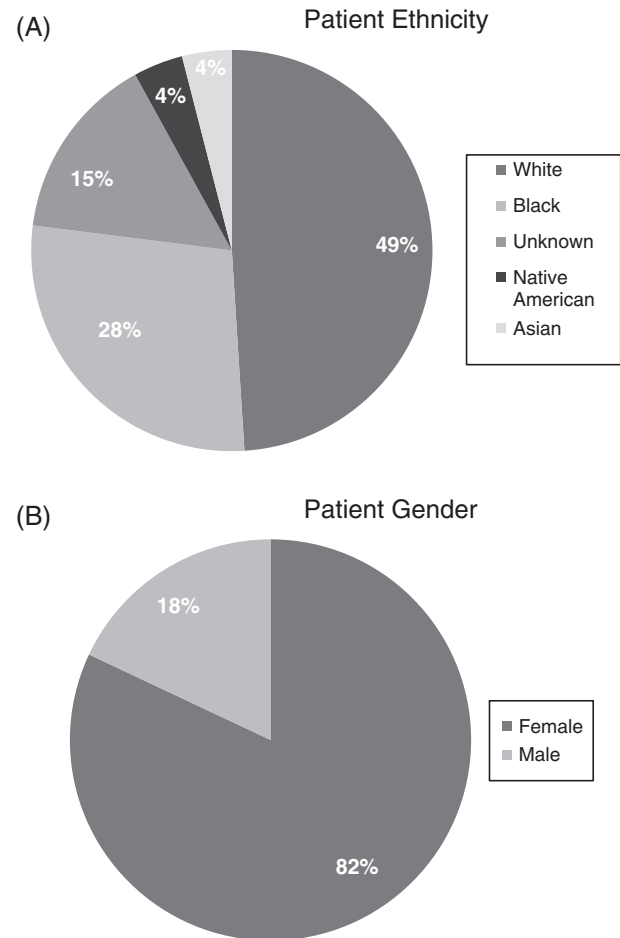 (A)
Patient Ethnicity
4%
4%
15%
49%
28%
White
Black
Unknown
Native
American
Asian
(B)
Patient Gender
18%
82%
Female
Male